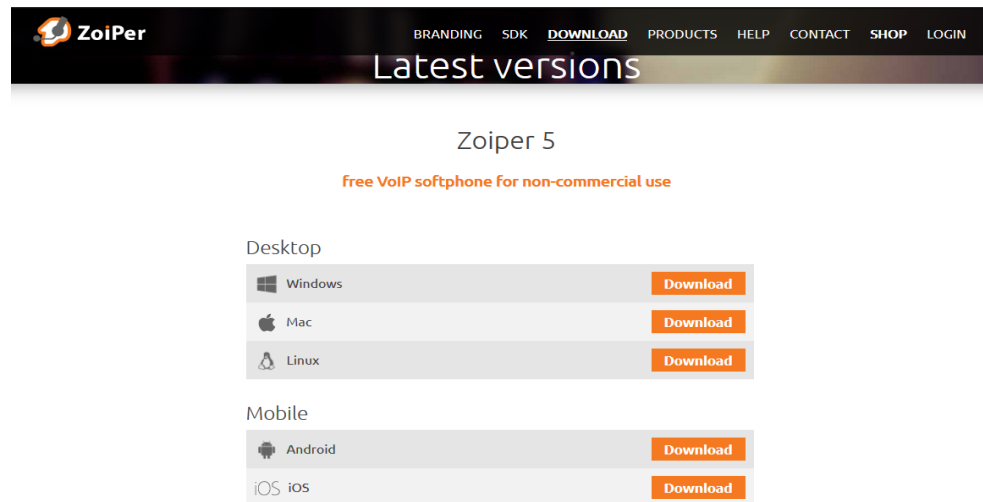 ZoiPer BRANDING SDK DOWNLOAD PRODUCTS HELP CONTACT SHOP LOGIN
Latest versions
Zoiper 5
free VoIP softphone for non-commercial use
Desktop
Windows Download
Mac Download
Linux Download
Mobile
Android Download
iOS iOS Download